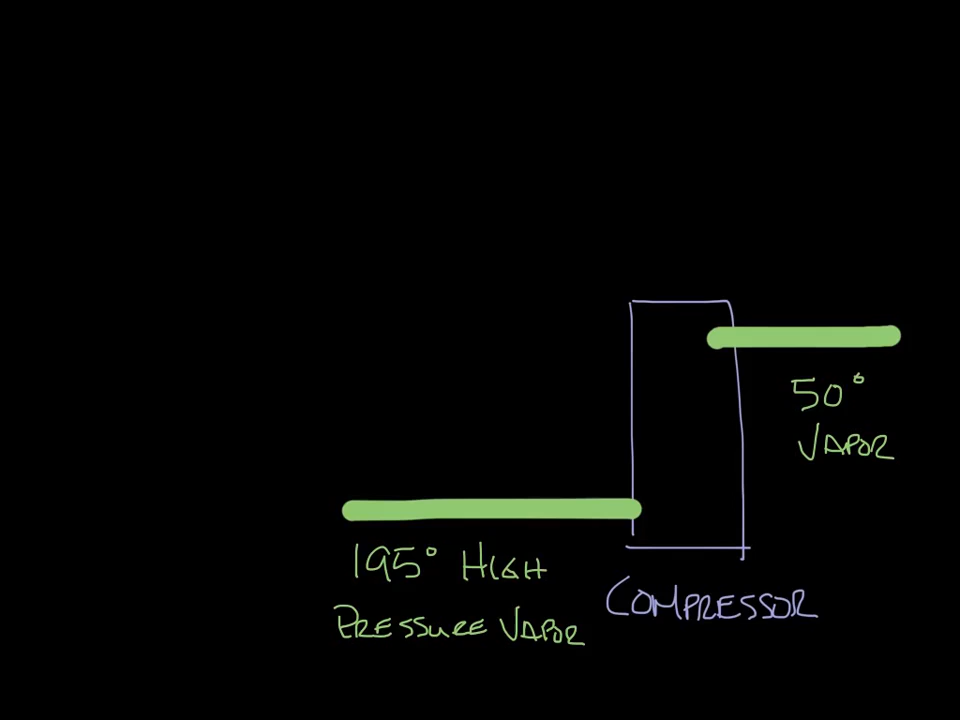 50°
VAPOR
195° HIGH
PRESSURE VAPOR
COMPRESSOR